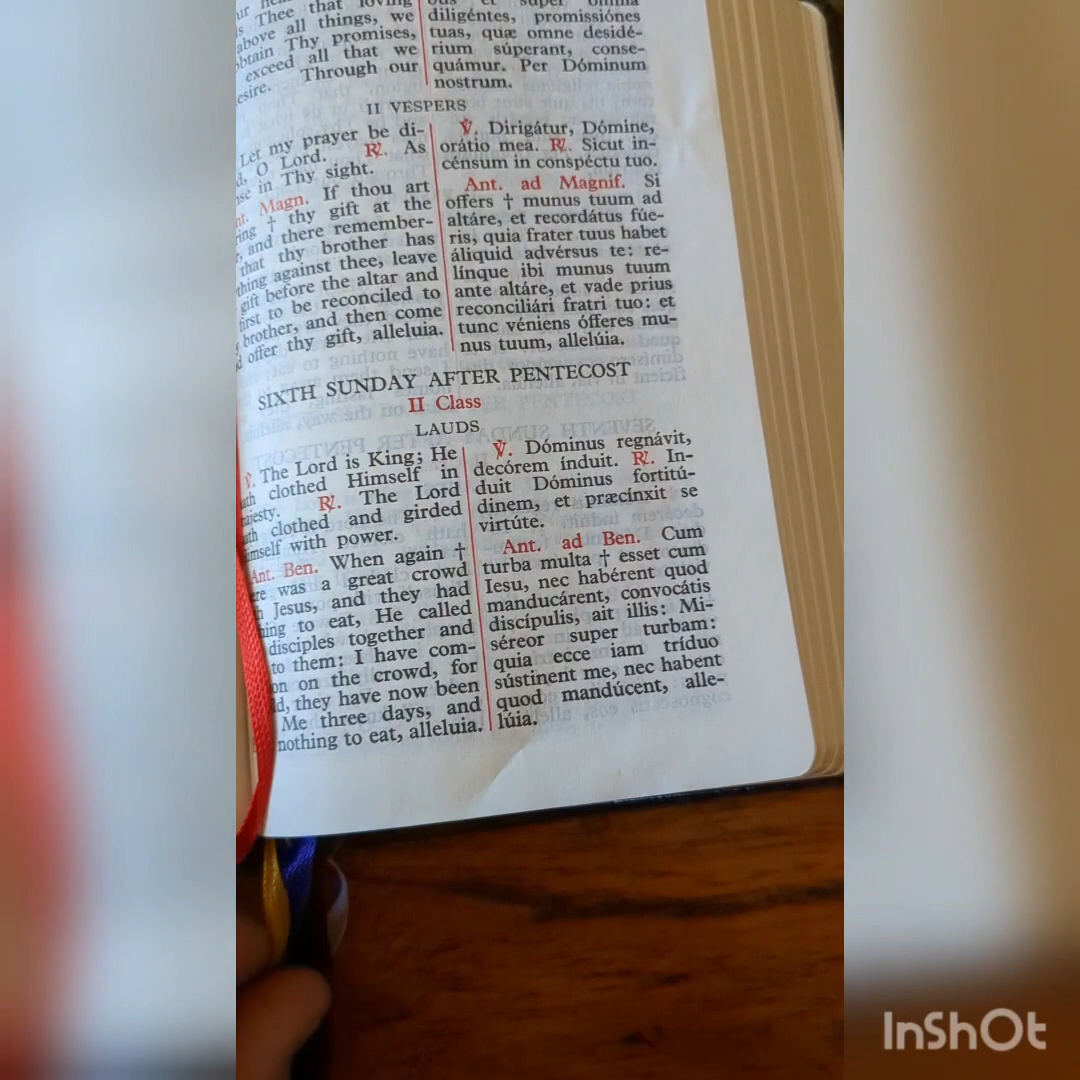 Thee that loving
above all things, we
Thy promises,
exceed all that we
Through our
diligéntes, promissiónes
tuas, quæ omne desidé-
rium súperant, conse-
quámur. Per Dóminum
nostrum.
II VESPERS
Let my prayer be di-
O Lord. ℟. As
in Thy sight.
Magn. If thou art
† thy gift at the
and there remember-
that thy brother has
against thee, leave
gift before the altar and
to be reconciled to
brother, and then come
offer thy gift, alleluia.
℣. Dirigátur, Dómine,
orátio mea. ℟. Sicut in-
cénsum in conspéctu tuo.
Ant. ad Magnif. Si
offers † munus tuum ad
altáre, et recordátus fúe-
ris, quia frater tuus habet
áliquid advérsus te: re-
línque ibi munus tuum
ante altáre, et vade prius
reconciliári fratri tuo: et
tunc véniens ófferes mu-
nus tuum, allelúia.
SIXTH SUNDAY AFTER PENTECOST
II Class
LAUDS
℣. The Lord is King; He
clothed Himself in
℟. The Lord
clothed and girded
with power.
Ant. Ben. When again †
was a great crowd
Jesus, and they had
to eat, He called
disciples together and
to them: I have com-
on the crowd, for
they have now been
Me three days, and
nothing to eat, alleluia.
℣. Dóminus regnávit,
decórem índuit. ℟. In-
duit Dóminus fortitú-
dinem, et præcínxit se
virtúte.
Ant. ad Ben. Cum
turba multa † esset cum
Iesu, nec habérent quod
manducárent, convocátis
discípulis, ait illis: Mi-
séreor super turbam:
quia ecce iam tríduo
sústinent me, nec habent
quod mandúcent, alle-
lúia.
InShOt